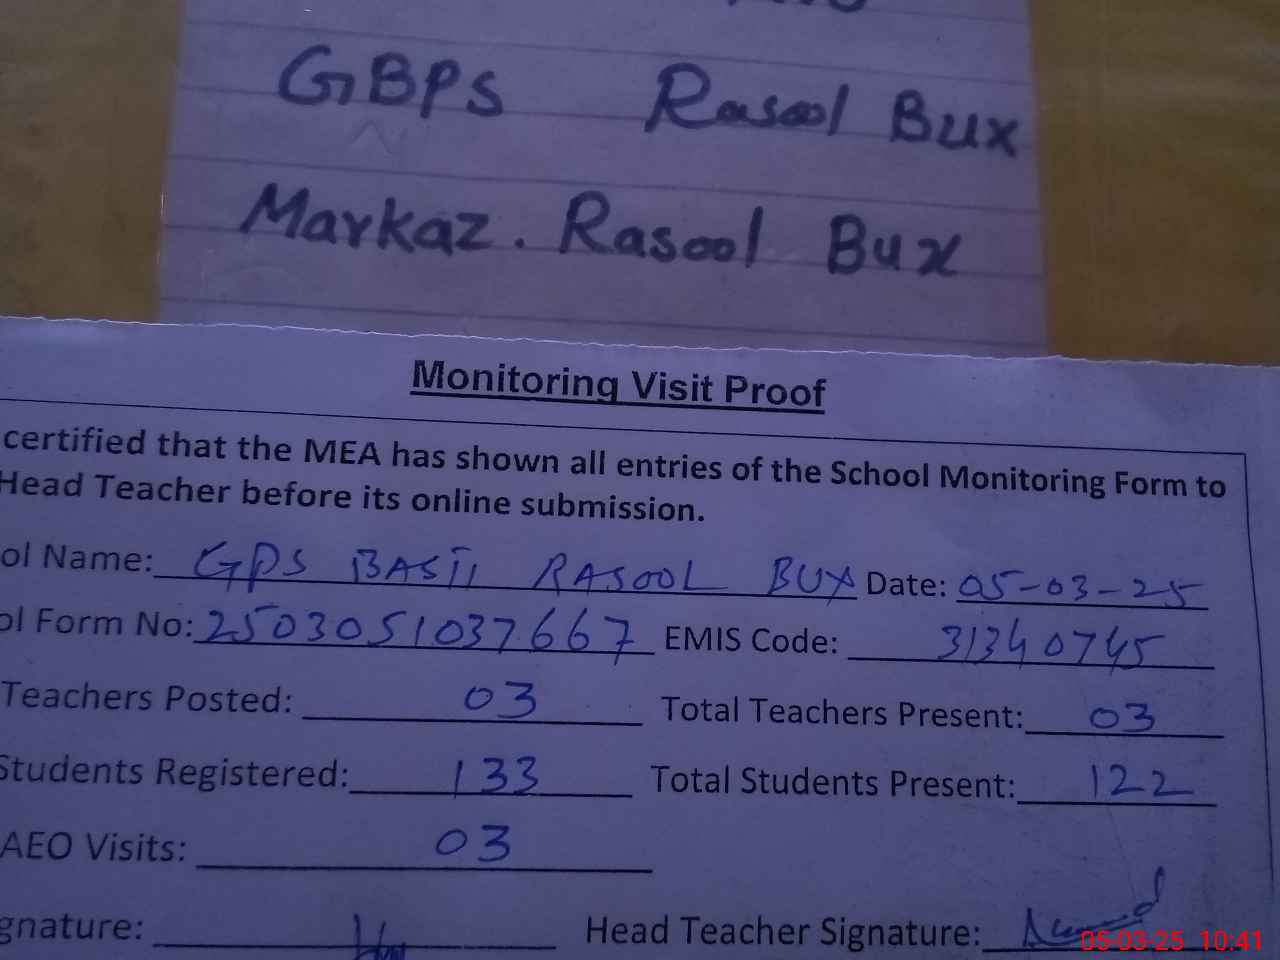 GBPS Rasool Bux
Markaz. Rasool Bux
Monitoring Visit Proof
certified that the MEA has shown all entries of the School Monitoring Form to
Head Teacher before its online submission.
ol Name: GPS BASTI RASOOL BUX Date: 05-03-25
ol Form No: 2503051037667 EMIS Code: 31340745
Teachers Posted: 03 Total Teachers Present: 03
Students Registered: 133 Total Students Present: 122
AEO Visits: 03
gnature: Head Teacher Signature:
05-03-25 10:41